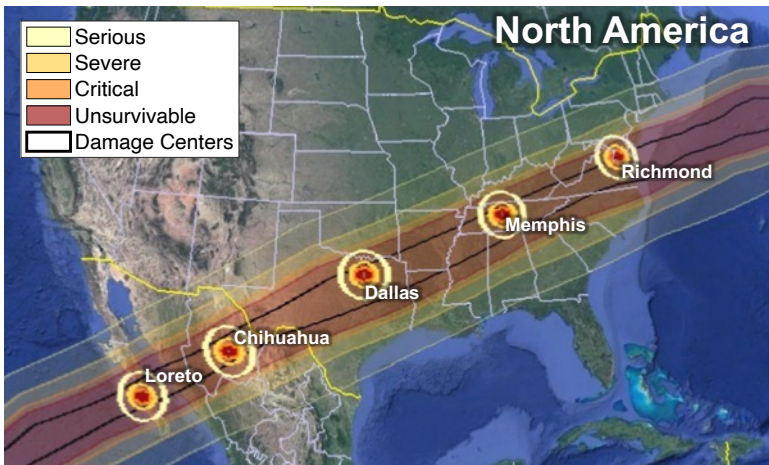 North America
Serious
Severe
Critical
Unsurvivable
Damage Centers
Richmond
Memphis
Dallas
Chihuahua
Loreto